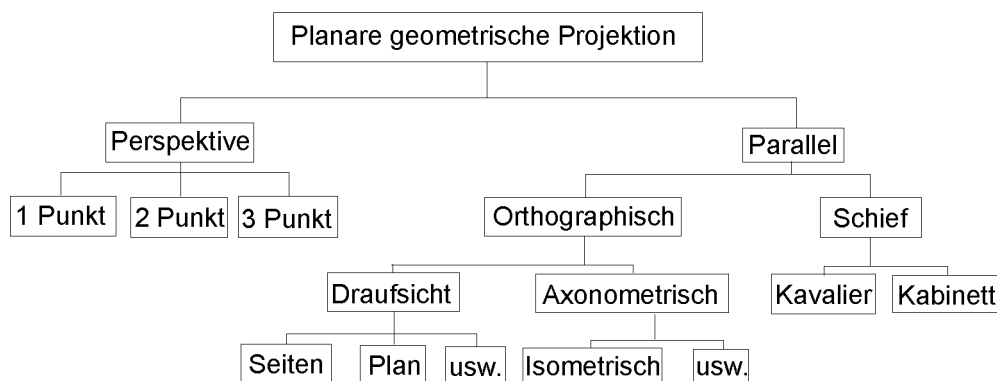 Planare geometrische Projektion
Perspektive
Parallel
1 Punkt
2 Punkt
3 Punkt
Orthographisch
Schief
Draufsicht
Axonometrisch
Kavalier
Kabinett
Seiten
Plan
usw.
Isometrisch
usw.